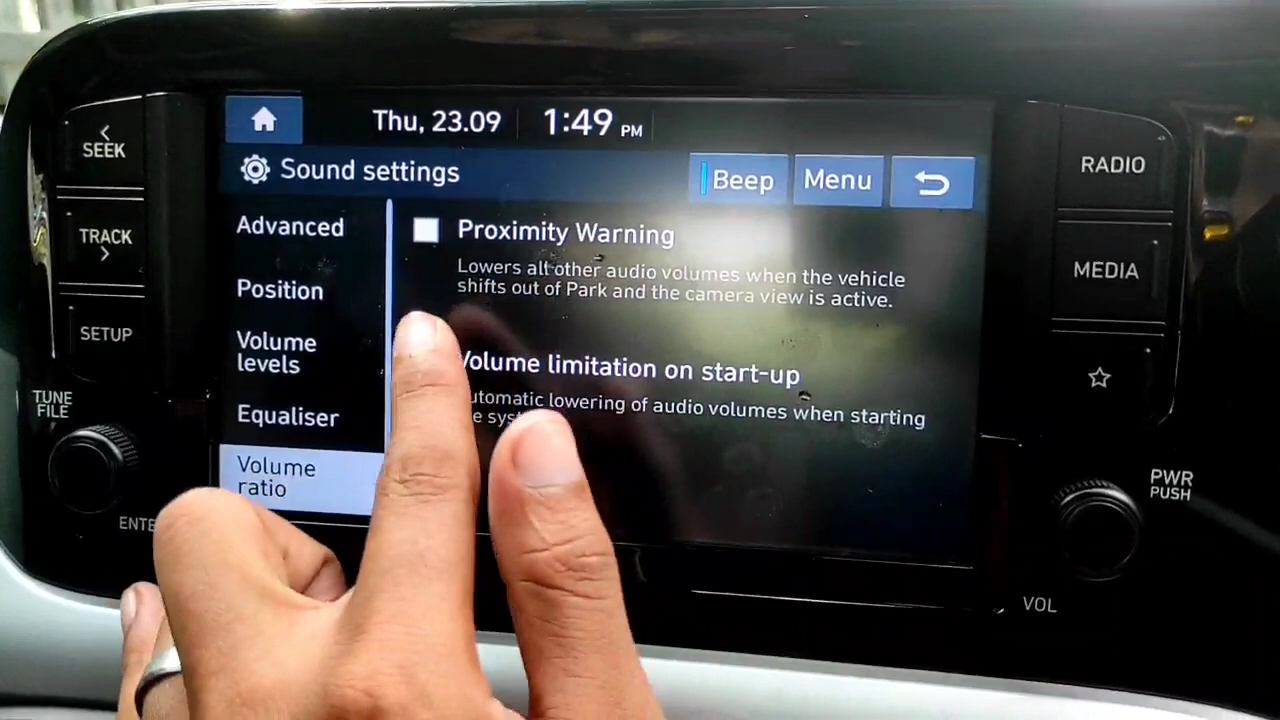 Thu, 23.09 1:49 PM
Sound settings Beep Menu
Advanced
Position
Volume
levels
Equaliser
Volume
ratio
Proximity Warning
Lowers all other audio volumes when the vehicle
shifts out of Park and the camera view is active.
Volume limitation on start-up
lowering of audio volumes when starting
SEEK
TRACK
SETUP
TUNE
FILE
RADIO
MEDIA
PWR
PUSH
VOL